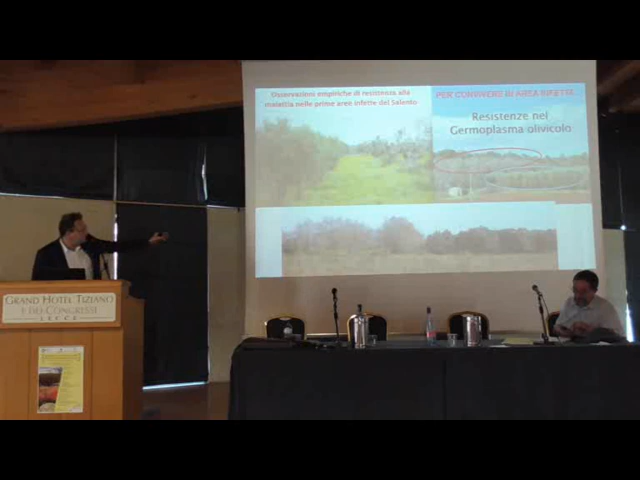 Osservazioni empiriche di resistenza alla
malattia nelle prime aree infette del Salento
PER CONVIVERE IN AREA INFETTA
Resistenze nel
Germoplasma olivicolo
GRAND HOTEL TIZIANO
E DEI CONGRESSI
LECCE